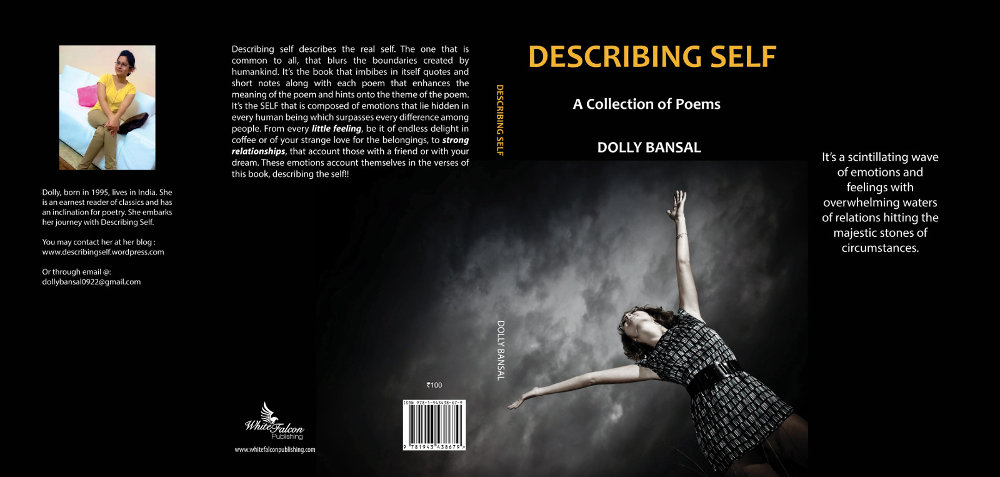 Dolly, born in 1995, lives in India. She
is an earnest reader of classics and has
an inclination for poetry. She embarks
her journey with Describing Self.
You may contact her at her blog :
www.describingself.wordpress.com
Or through email @:
dollybansal0922@gmail.com
Describing self describes the real self. The one that is
common to all, that blurs the boundaries created by
humankind. It's the book that imbibes in itself quotes and
short notes along with each poem that enhances the
meaning of the poem and hints onto the theme of the poem.
It's the SELF that is composed of emotions that lie hidden in
every human being which surpasses every difference among
people. From every little feeling, be it of endless delight in
coffee or of your strange love for the belongings, to strong
relationships, that account those with a friend or with your
dream. These emotions account themselves in the verses of
this book, describing the self!!
White Falcon
Publishing
www.whitefalconpublishing.com
₹100
ISBN 978-1-943438-67-9
9 781943 438679
DESCRIBING SELF
DOLLY BANSAL
DESCRIBING SELF
A Collection of Poems
DOLLY BANSAL
It's a scintillating wave
of emotions and
feelings with
overwhelming waters
of relations hitting the
majestic stones of
circumstances.